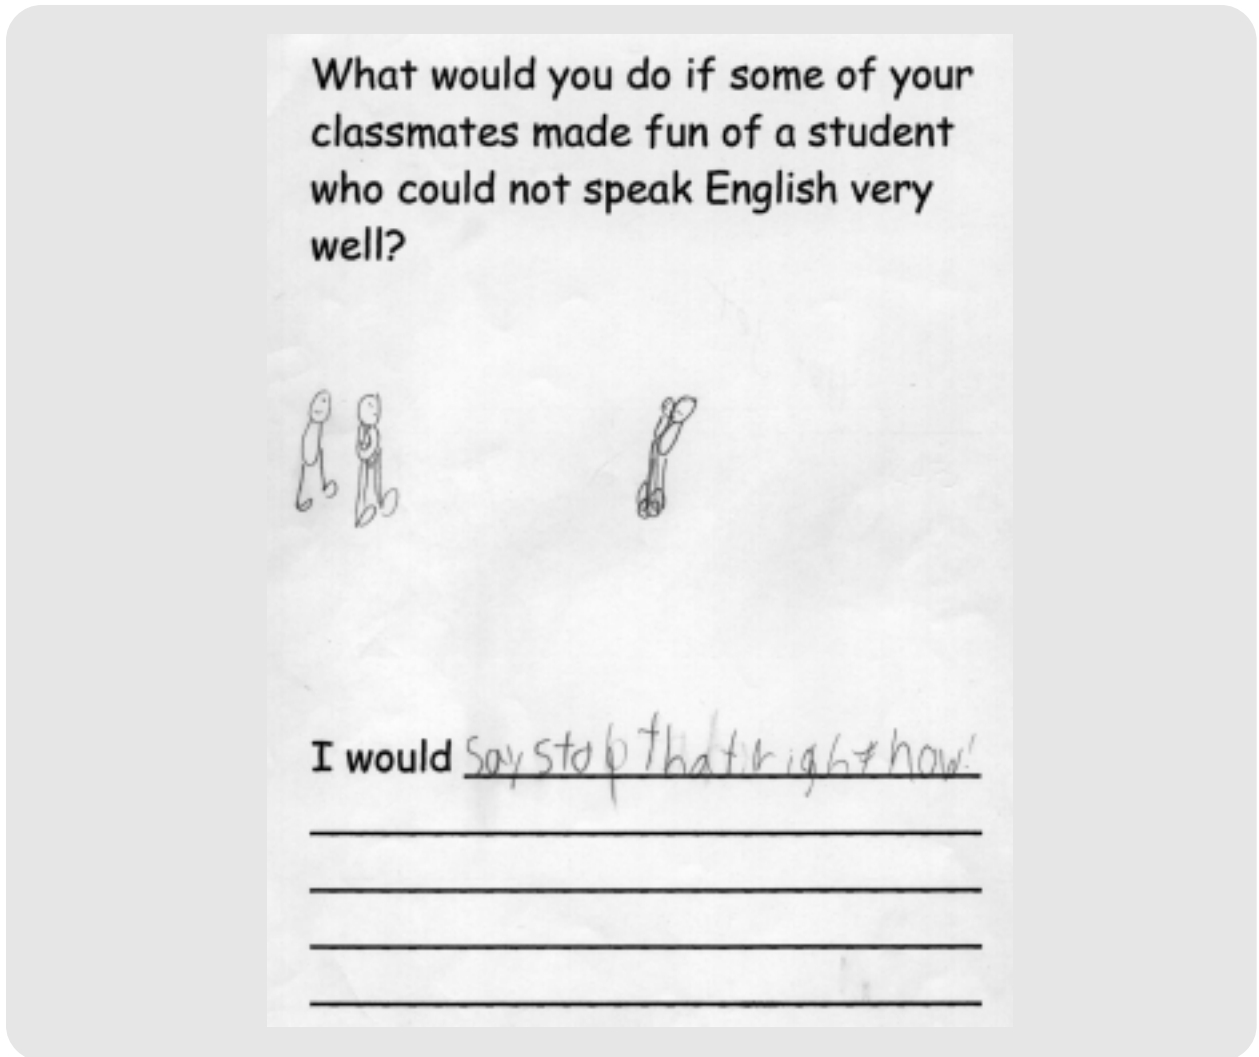 What would you do if some of your
classmates made fun of a student
who could not speak English very
well?
I would say stop that right now!